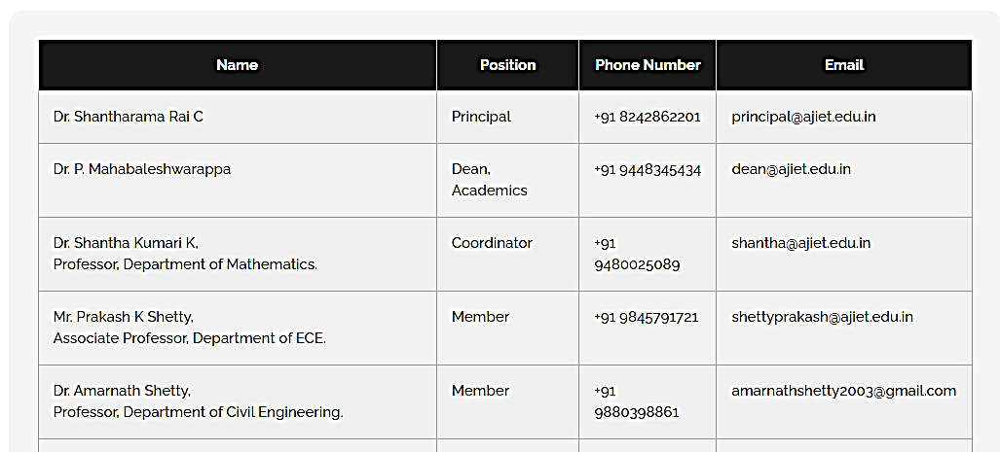 Name Position Phone Number Email
Dr. Shantharama Rai C Principal +91 8242862201 principal@ajiet.edu.in
Dr. P. Mahabaleshwarappa Dean, +91 9448345434 dean@ajiet.edu.in
Academics
Dr. Shantha Kumari K, Coordinator +91 shantha@ajiet.edu.in
Professor, Department of Mathematics. 9480025089
Mr. Prakash K Shetty, Member +91 9845791721 shettyprakash@ajiet.edu.in
Associate Professor, Department of ECE.
Dr. Amarnath Shetty, Member +91 amarnathshetty2003@gmail.com
Professor, Department of Civil Engineering. 9880398861